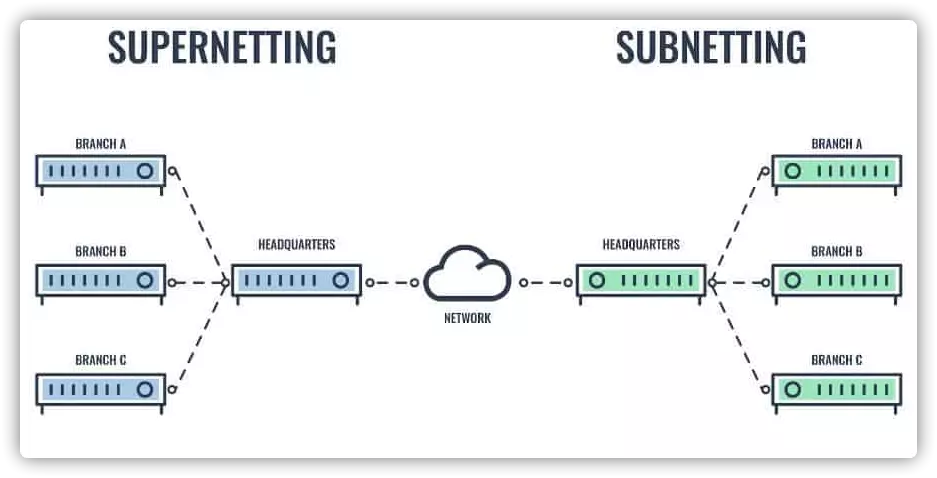 SUPERNETTING
SUBNETTING
BRANCH A
BRANCH A
BRANCH B
HEADQUARTERS
HEADQUARTERS
BRANCH B
NETWORK
BRANCH C
BRANCH C